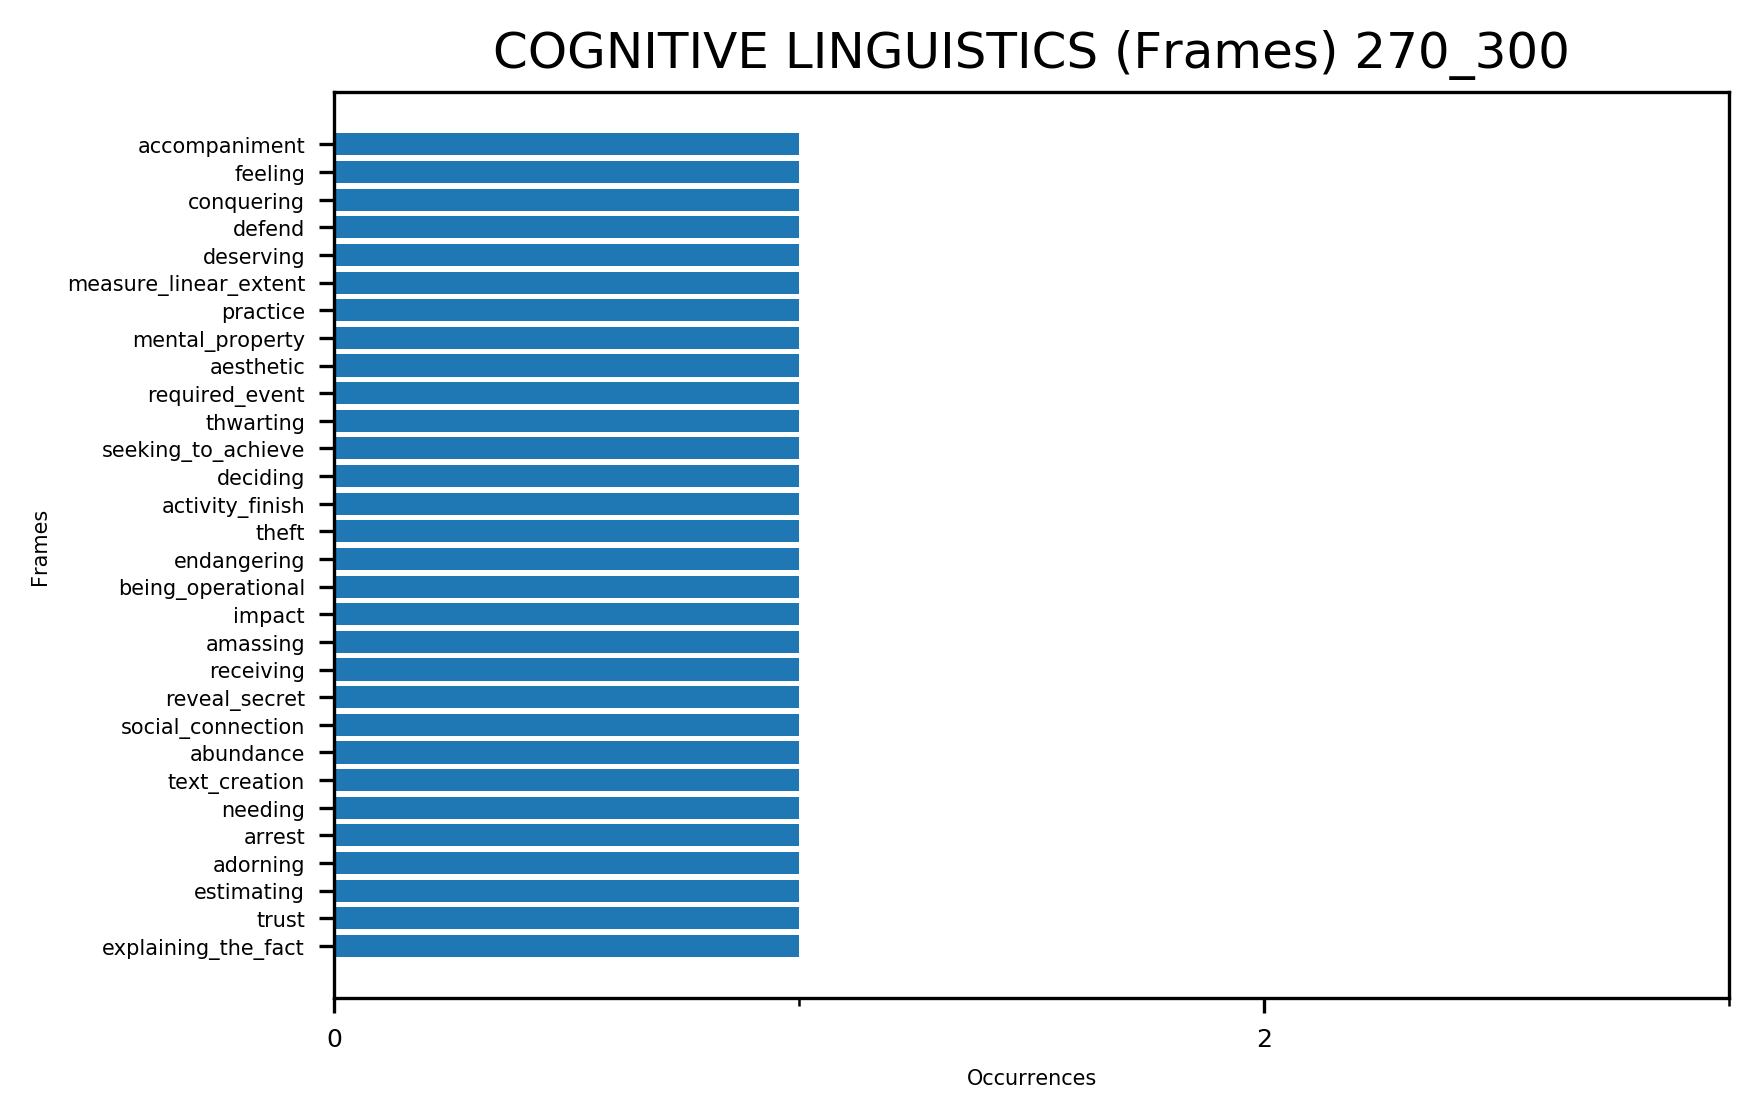 COGNITIVE LINGUISTICS (Frames) 270_300
accompaniment
feeling
conquering
defend
deserving
measure_linear_extent
practice
mental_property
aesthetic
required_event
thwarting
seeking_to_achieve
deciding
activity_finish
theft
endangering
being_operational
impact
amassing
receiving
reveal_secret
social_connection
abundance
text_creation
needing
arrest
adorning
estimating
trust
explaining_the_fact
Frames
0 2
Occurrences